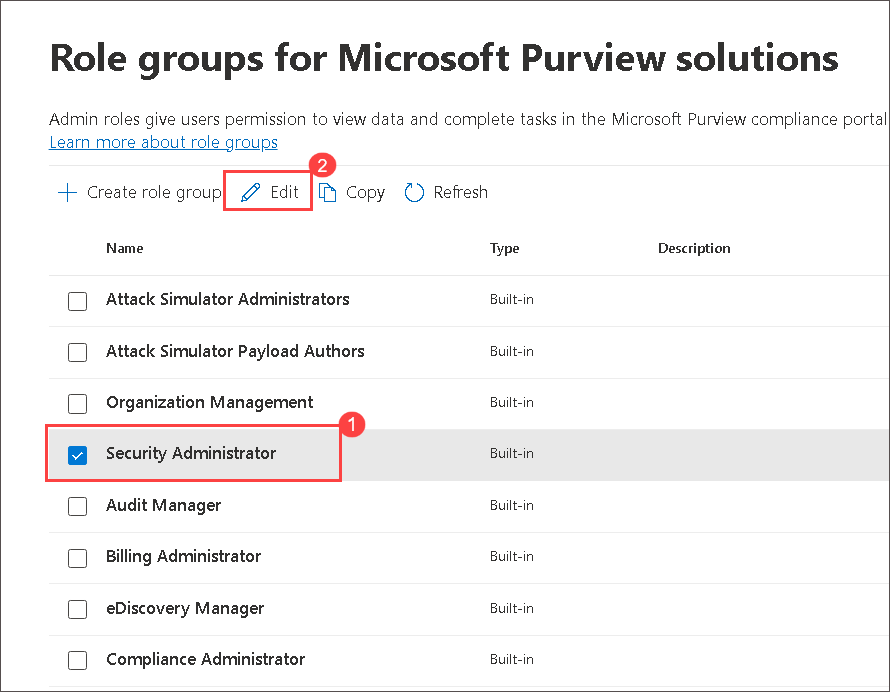 Role groups for Microsoft Purview solutions
Admin roles give users permission to view data and complete tasks in the Microsoft Purview compliance portal
Learn more about role groups
2
Create role group Edit Copy Refresh
Name Type Description
Attack Simulator Administrators Built-in
Attack Simulator Payload Authors Built-in
Organization Management Built-in
1
Security Administrator Built-in
Audit Manager Built-in
Billing Administrator Built-in
eDiscovery Manager Built-in
Compliance Administrator Built-in